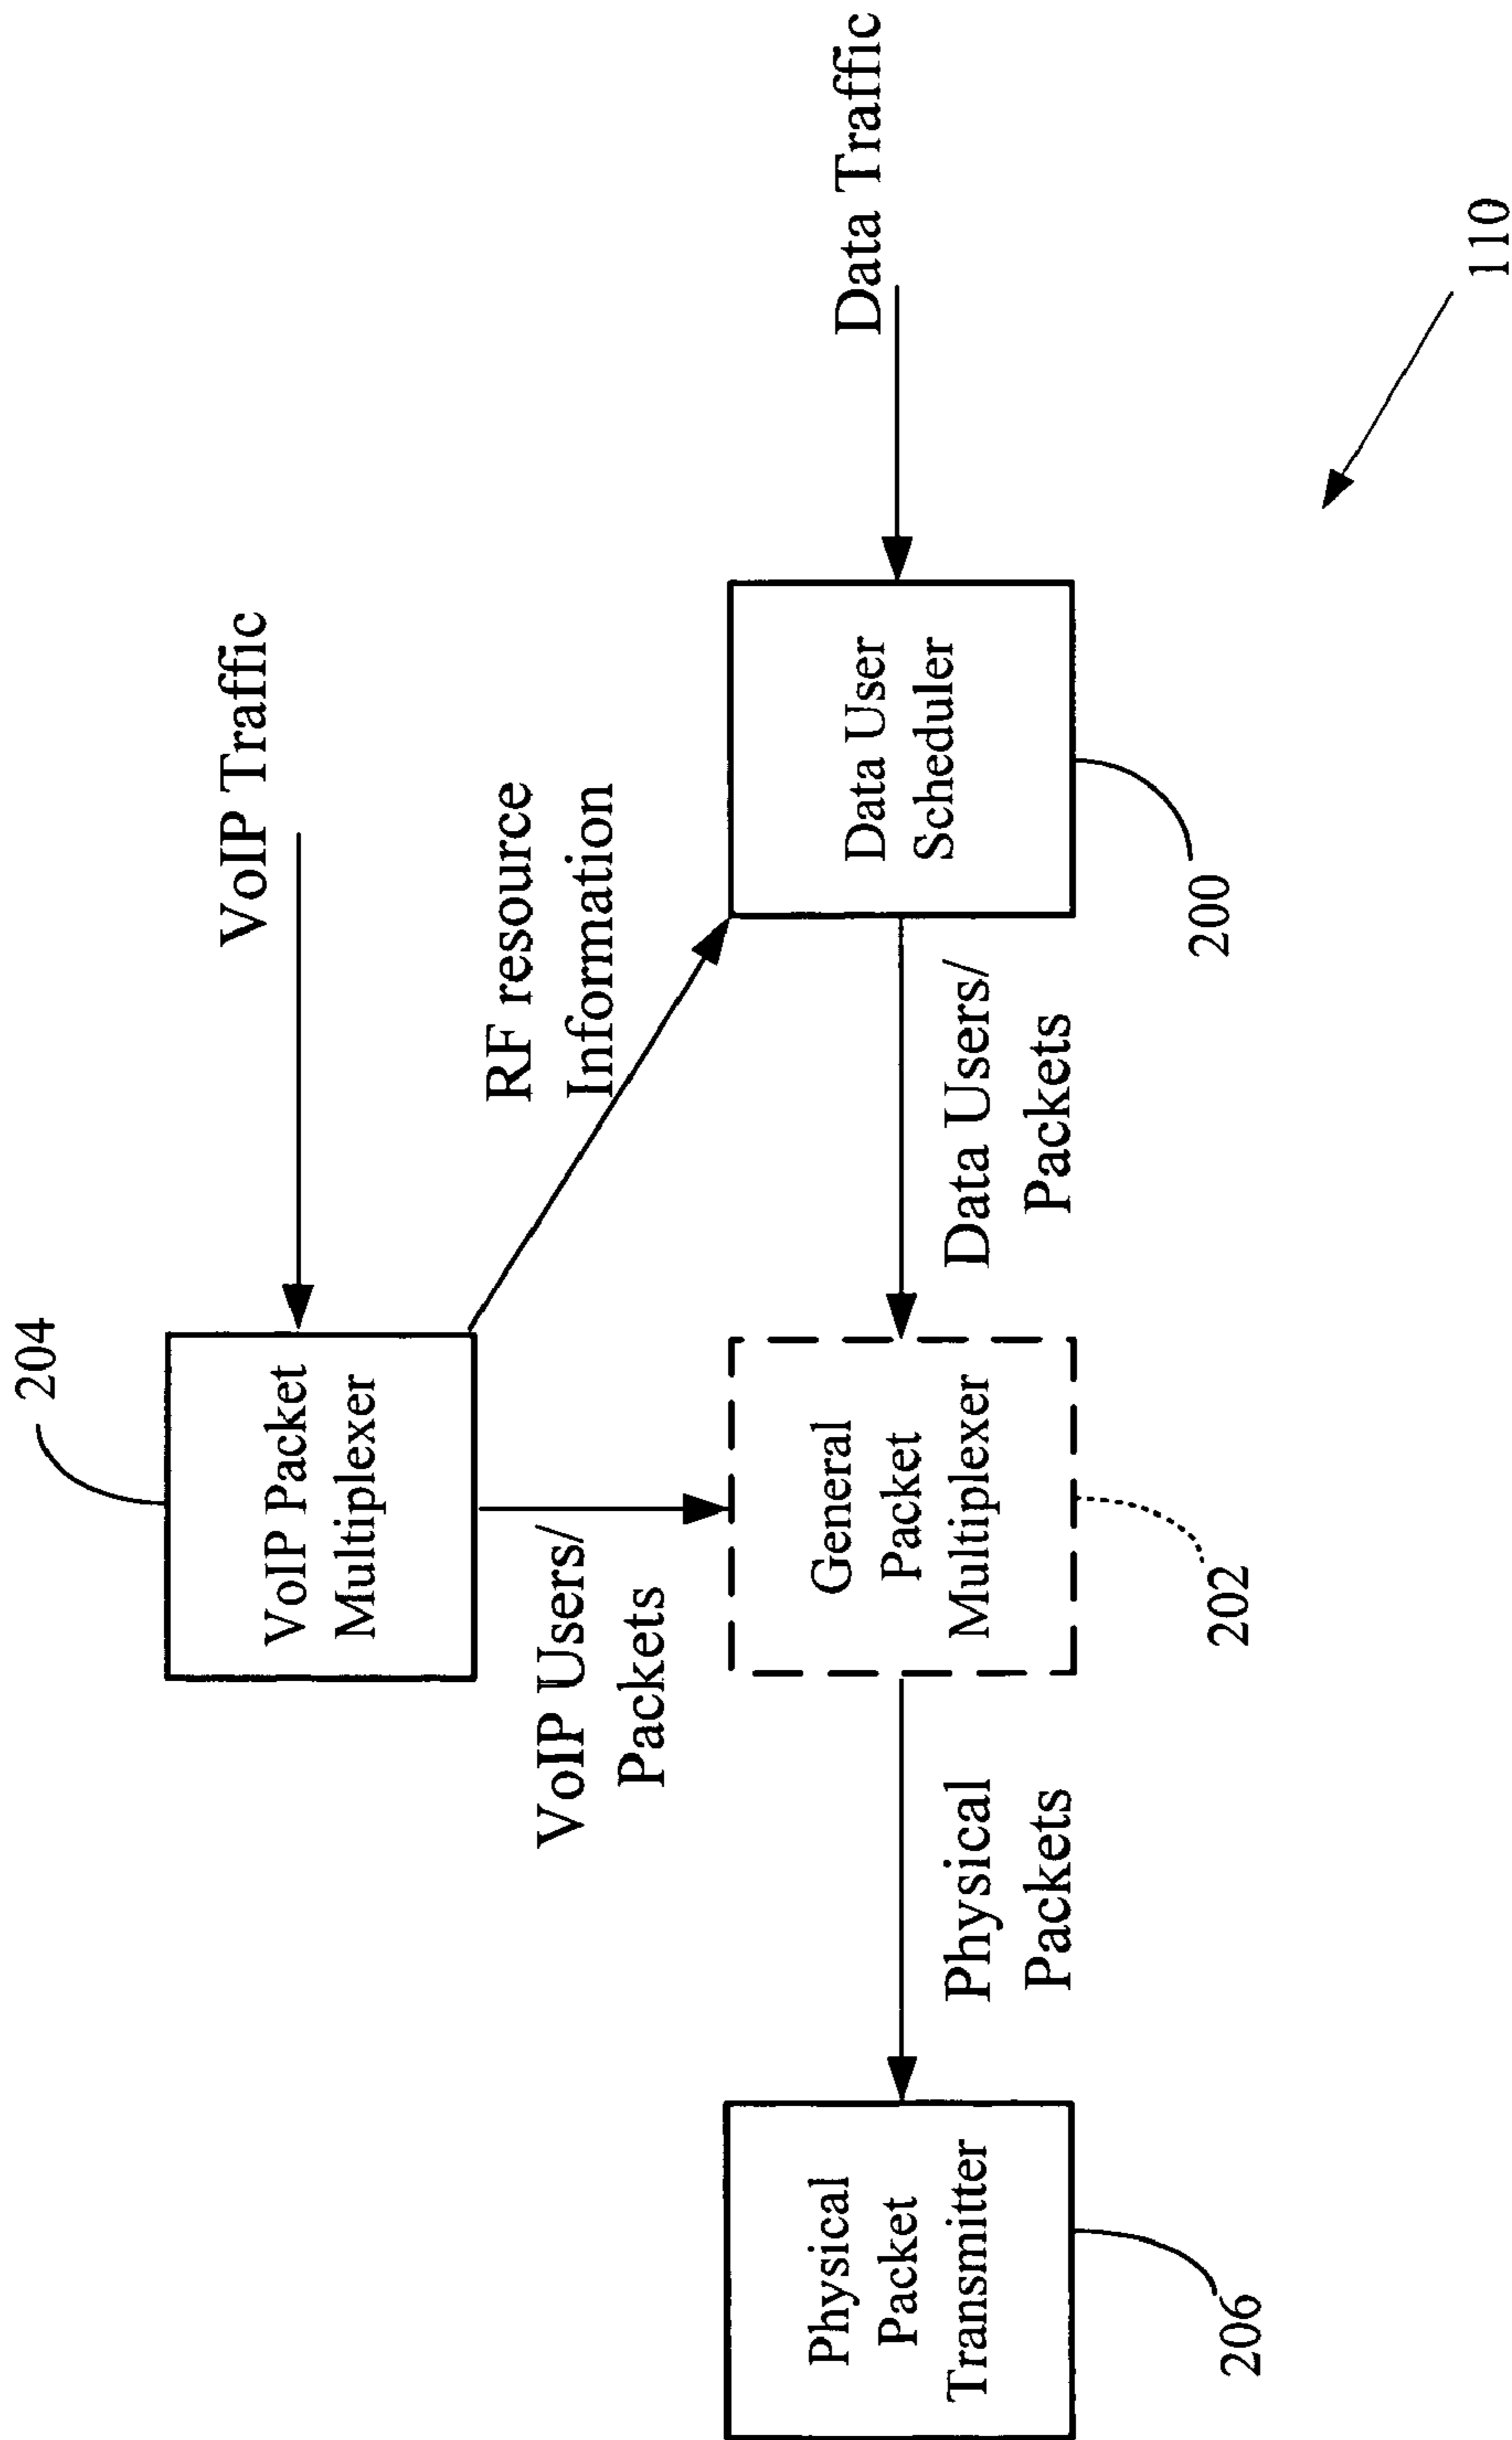 204
VoIP Packet
Multiplexer
VoIP Traffic
VoIP Users/
Packets
RF resource
Information
Physical
Packet
Transmitter
General
Packet
Multiplexer
Data User
Scheduler
Data Traffic
Physical
Packets
Data Users/
Packets
206
202
200
110